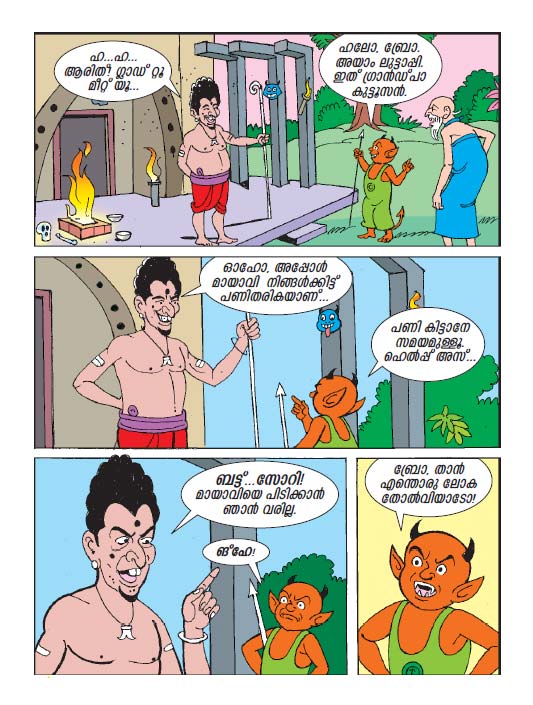 ഹ...ഹ...
ആരിത്! ഗ്ലാഡ് റ്റൂ
മീറ്റ് യൂ...
ഹലോ, ബ്രോ.
അയാം ലുട്ടാപ്പി.
ഇത് ഗ്രാൻഡ്പാ
കുട്ടൂസൻ.
ഓഹോ, അപ്പോൾ
മായാവി നിങ്ങൾക്കിട്ട്
പണിതരികയാണ്...
പണി കിട്ടാനേ
സമയമുള്ളൂ.
ഹെൽപ്പ് അസ്...
ബട്ട്...സോറി!
മായാവിയെ പിടിക്കാൻ
ഞാൻ വരില്ല.
ങ്ഹേ!
ബ്രോ, താൻ
എന്തൊരു ലോക
തോൽവിയാടോ!